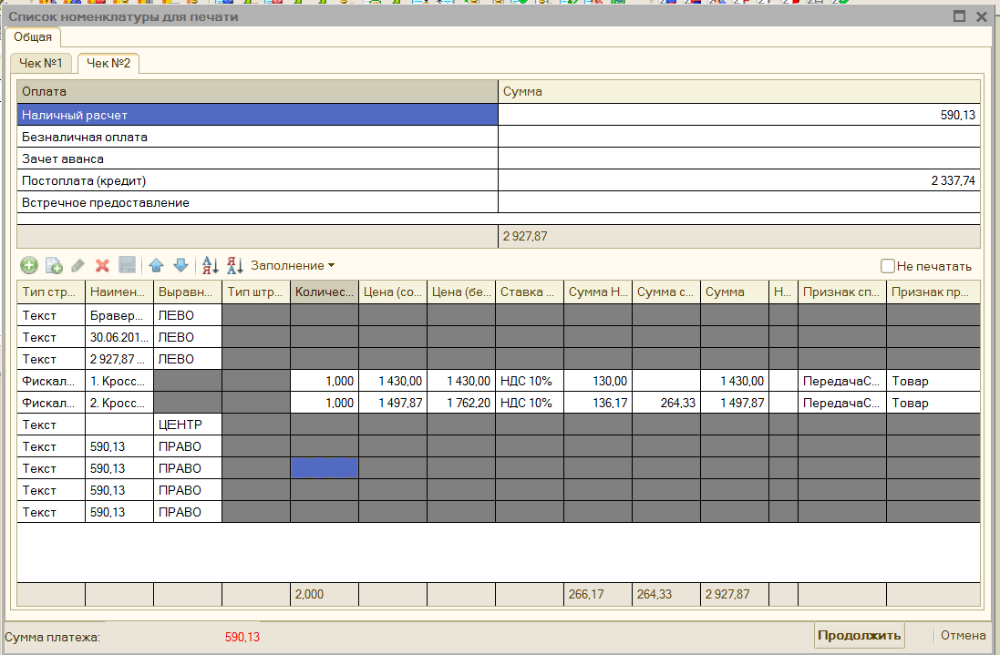 Список номенклатуры для печати
Общая
Чек №1 Чек №2
Оплата Сумма
Наличный расчет 590,13
Безналичная оплата
Зачет аванса
Постоплата (кредит) 2 337,74
Встречное предоставление
2 927,87
Заполнение Не печатать
Тип стр... Наимен... Выравн... Тип штр... Количес... Цена (со... Цена (бе... Ставка ... Сумма Н... Сумма с... Сумма Н... Признак сп... Признак пр...
Текст Бравер... ЛЕВО
Текст 30.06.201... ЛЕВО
Текст 2 927,87 ... ЛЕВО
Фискал... 1. Кросс... 1,000 1 430,00 1 430,00 НДС 10% 130,00 1 430,00 ПередачаС... Товар
Фискал... 2. Кросс... 1,000 1 497,87 1 762,20 НДС 10% 136,17 264,33 1 497,87 ПередачаС... Товар
Текст ЦЕНТР
Текст 590,13 ПРАВО
Текст 590,13 ПРАВО
Текст 590,13 ПРАВО
Текст 590,13 ПРАВО
2,000 266,17 264,33 2 927,87
Сумма платежа: 590,13 Продолжить Отмена